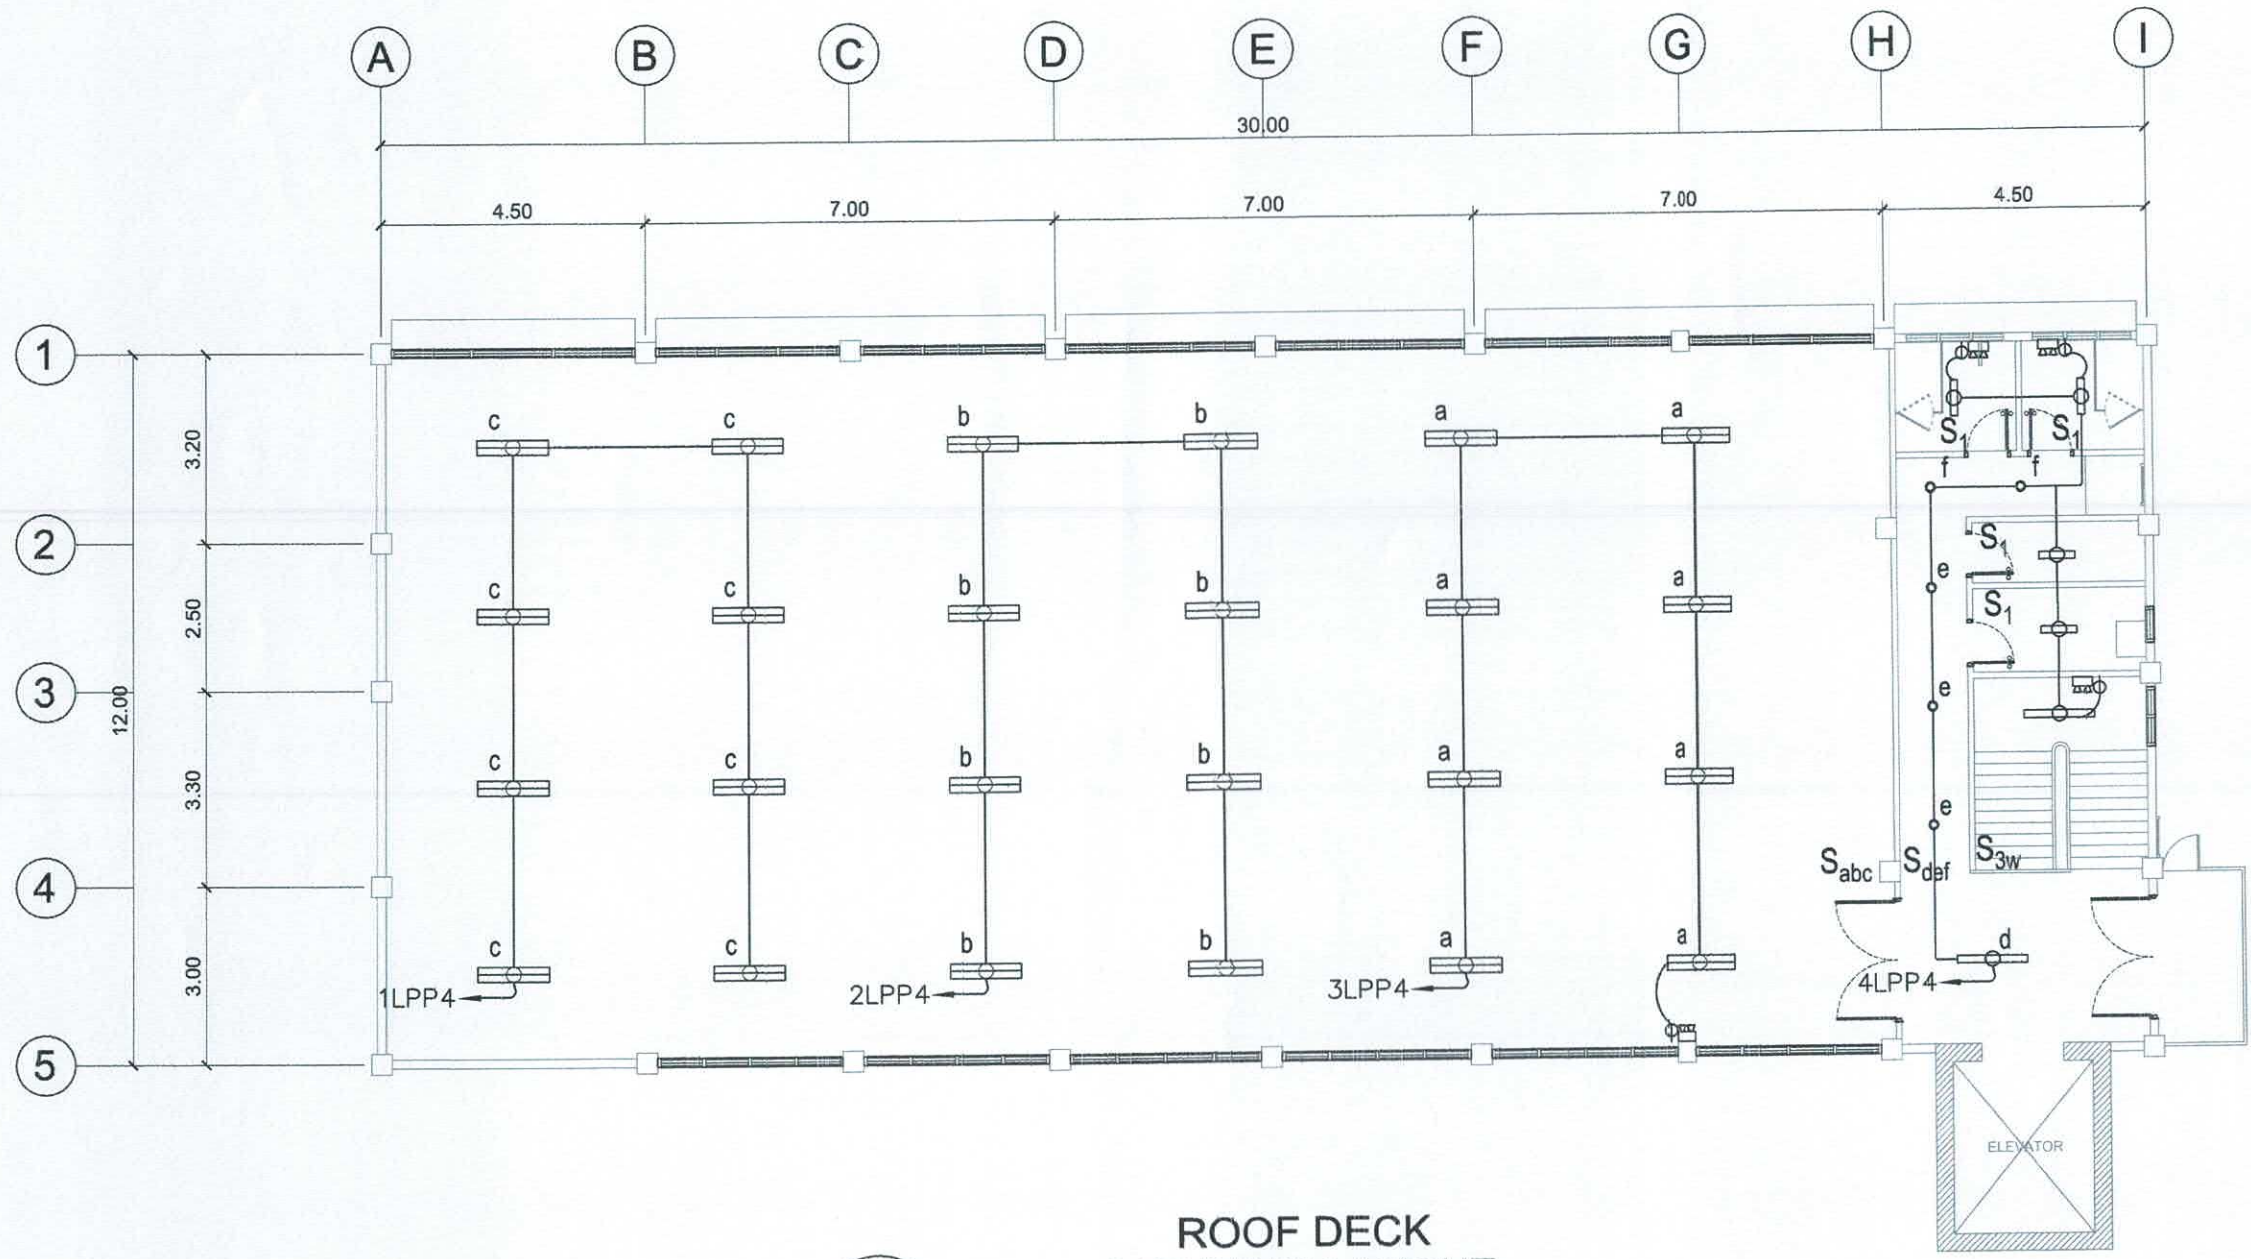 A B C D E F G H I
30.00
4.50 7.00 7.00 7.00 4.50
1
c c b b a a
S1 S1
3.20
f f
2
S1
e
c c b b a a
2.50
S1
3
12.00
e
c c b b a a
3.30
e
Sabc Sdef S3w
4
c c b b a a d
3.00
1LPP4 2LPP4 3LPP4 4LPP4
5
ELEVATOR
ROOF DECK